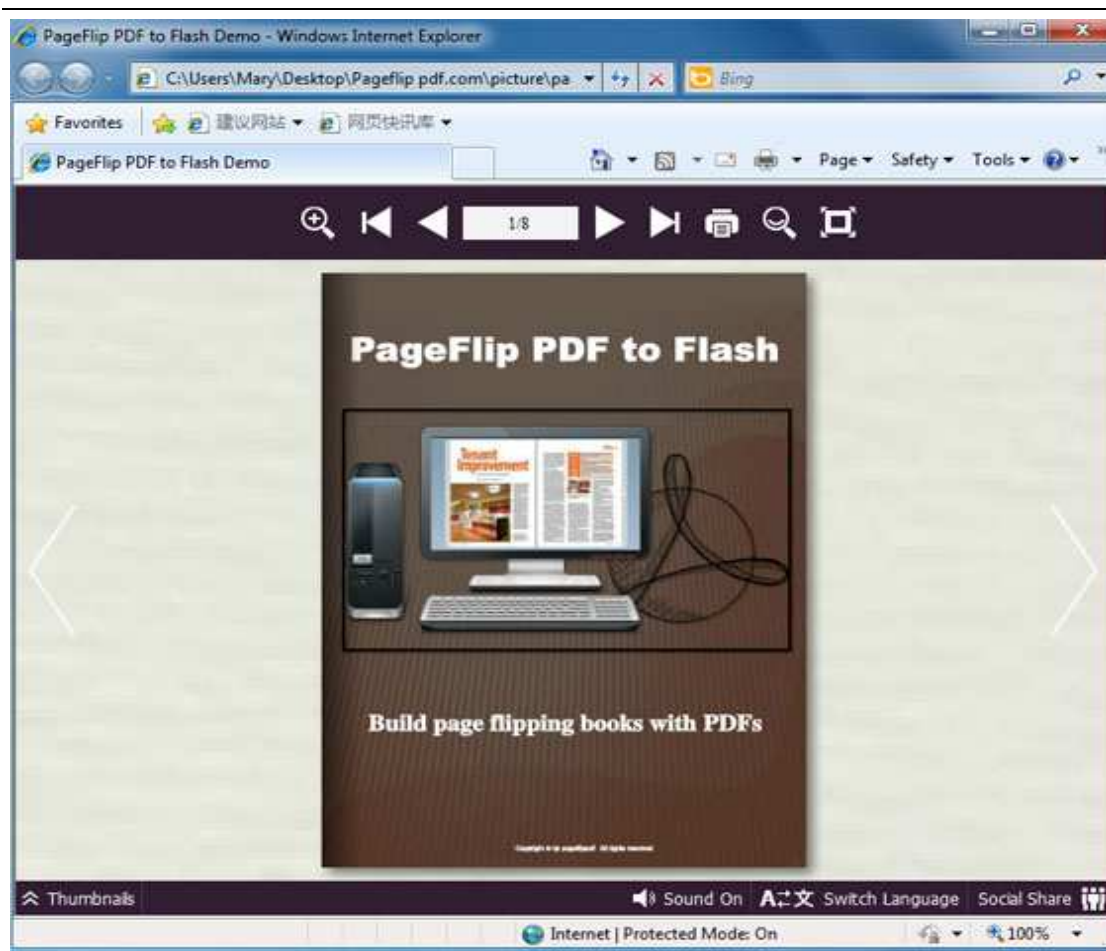 PageFlip PDF to Flash Demo - Windows Internet Explorer
C:\Users\Mary\Desktop\Pageflip pdf.com\picture\pa
Bing
Favorites 建议网站 网页快讯库
PageFlip PDF to Flash Demo
Page Safety Tools
1/8
PageFlip PDF to Flash
Tenant
Improvement
Build page flipping books with PDFs
Thumbnails Sound On A⇄文 Switch Language Social Share
Internet | Protected Mode: On 100%